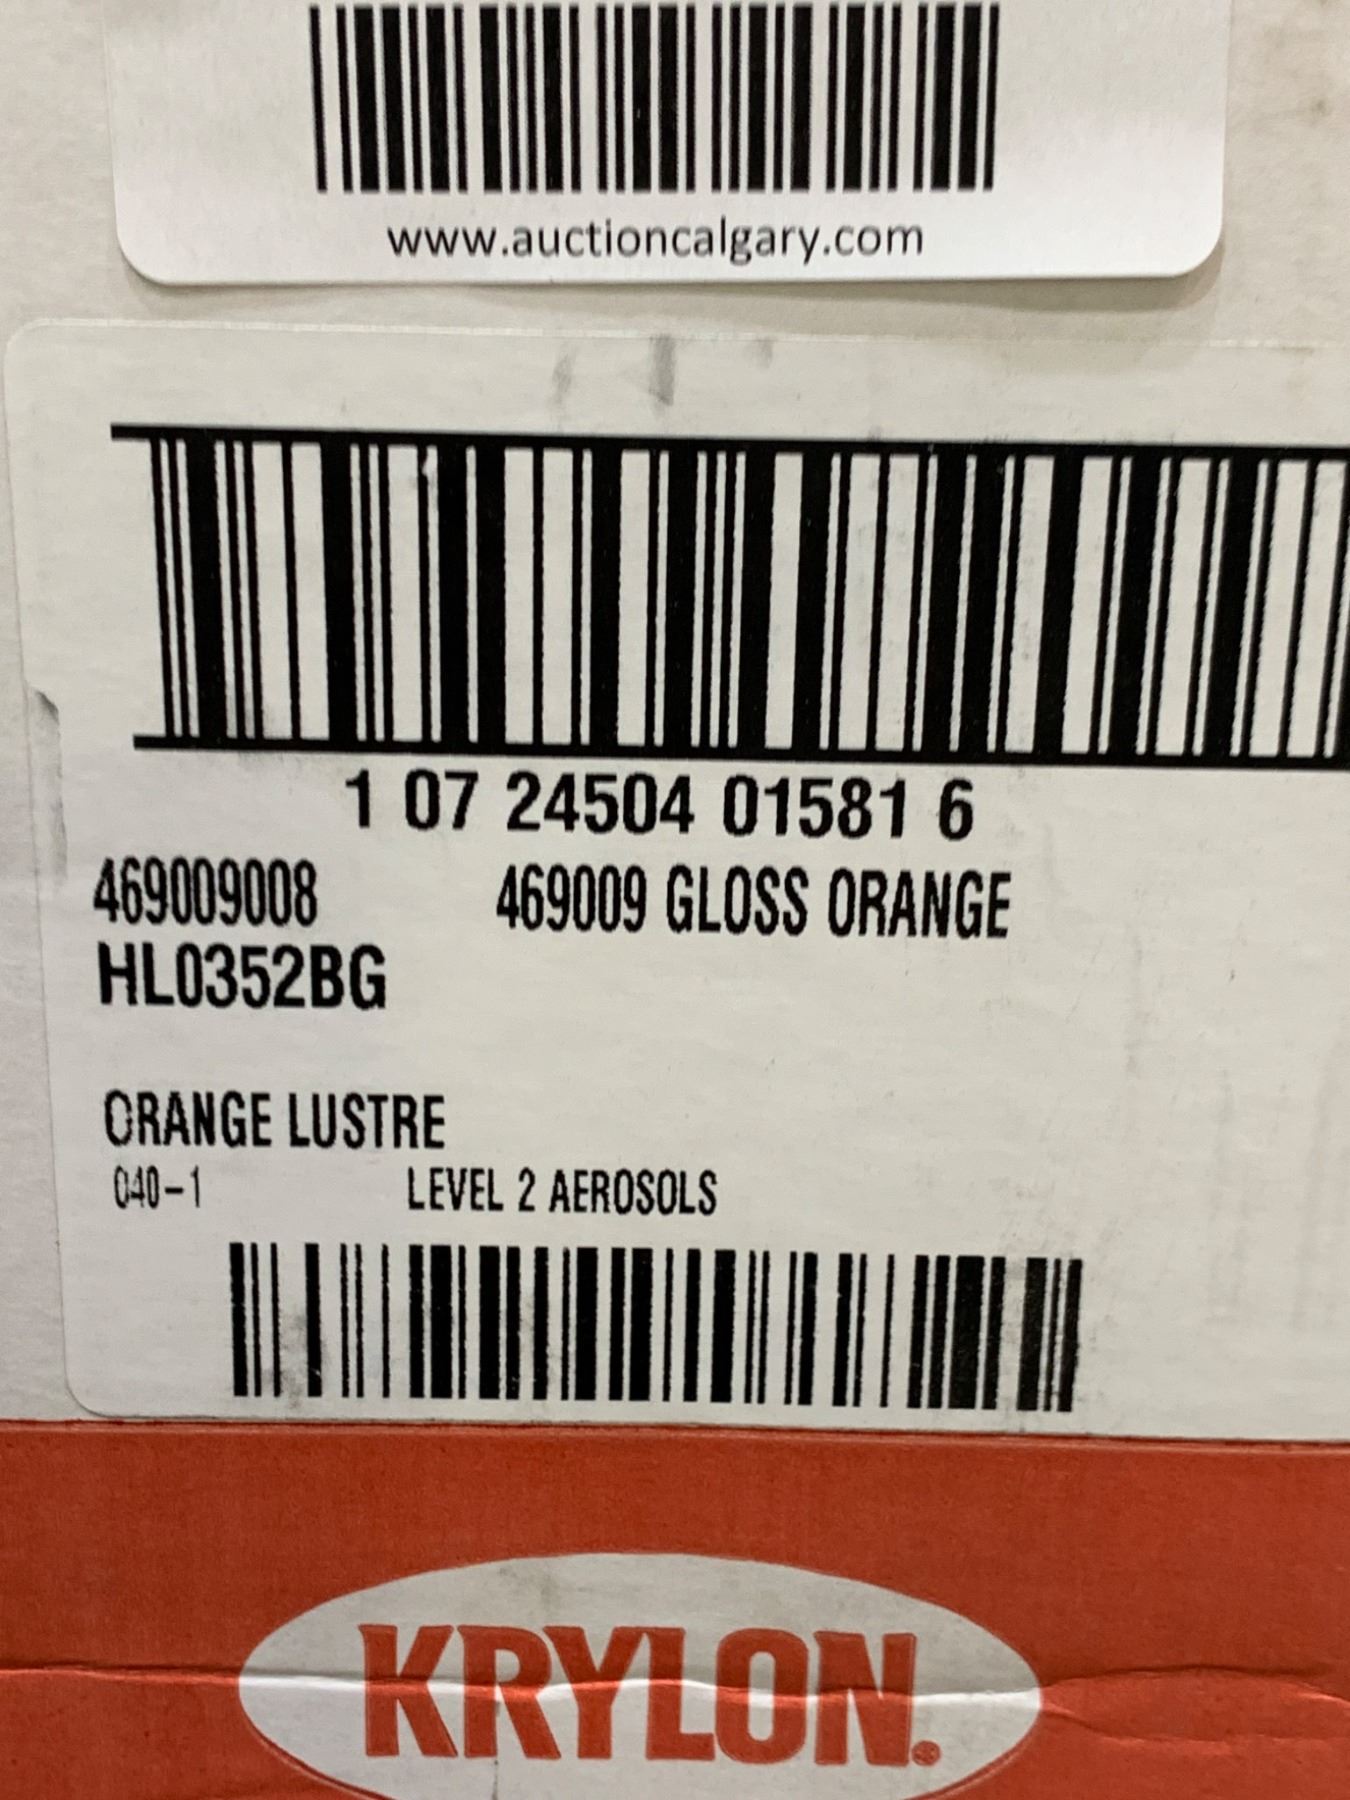 www.auctioncalgary.com
1 07 24504 01581 6
469009008 469009 GLOSS ORANGE
HL0352BG
ORANGE LUSTRE
040-1 LEVEL 2 AEROSOLS
KRYLON®